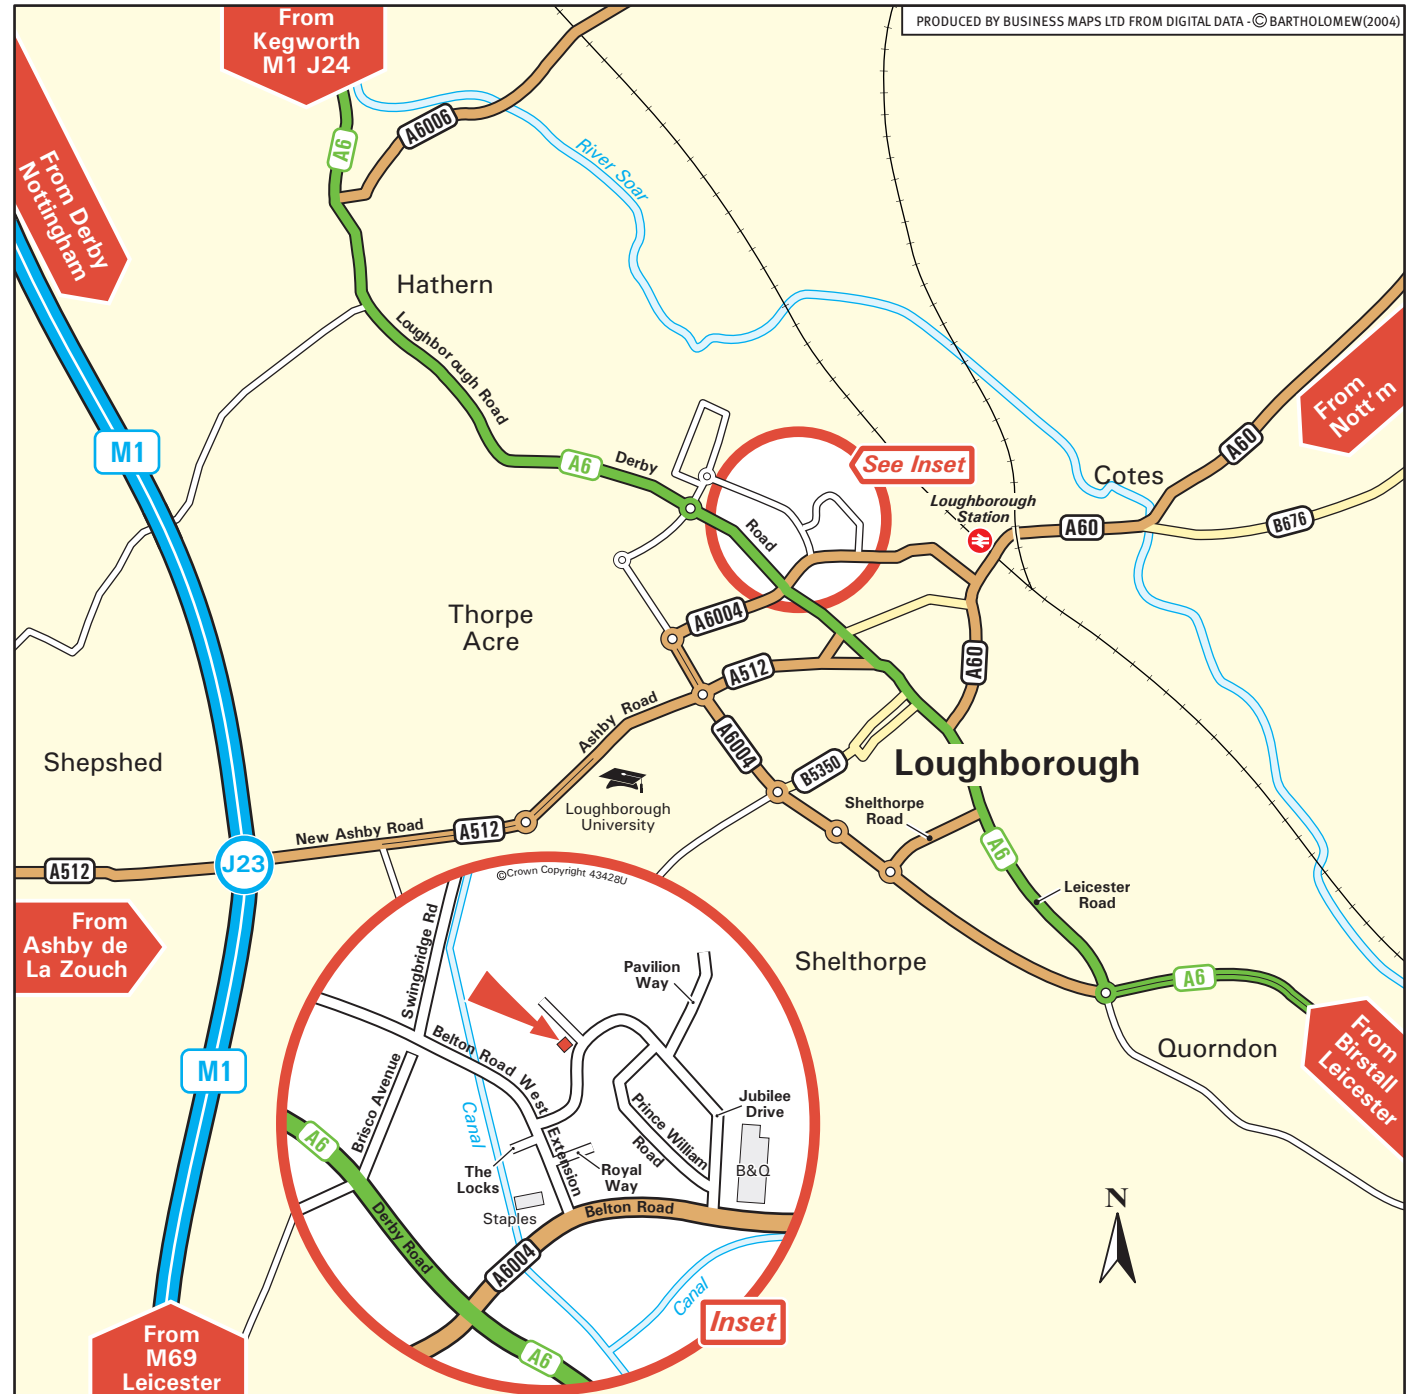 PRODUCED BY BUSINESS MAPS LTD FROM DIGITAL DATA - © BARTHOLOMEW(2004)
From
Kegworth
M1 J24
A6
A6006
River Soar
From Derby
Nottingham
Hathern
Loughborough Road
M1
A6
Derby
Road
See Inset
Loughborough
Station
Cotes
A60
From
Nott'm
A60
B676
Thorpe
Acre
A6004
A512
A60
Ashby Road
A6004
B5350
Loughborough
Shepshed
Loughborough
University
Shelthorpe
Road
New Ashby Road
A512
A512
J23
A6
Leicester
Road
From
Ashby de
La Zouch
Shelthorpe
A6
Quorndon
From
Birstall
Leicester
M1
From
M69
Leicester
N
©Crown Copyright 43428U
Swingbridge Rd
Pavilion
Way
Belton Road West
Extension
Brisco Avenue
Canal
Jubilee
Drive
Prince William
Road
B&Q
The
Locks
Royal
Way
Staples
Belton Road
A6
Derby Road
A6004
Canal
A6
Inset